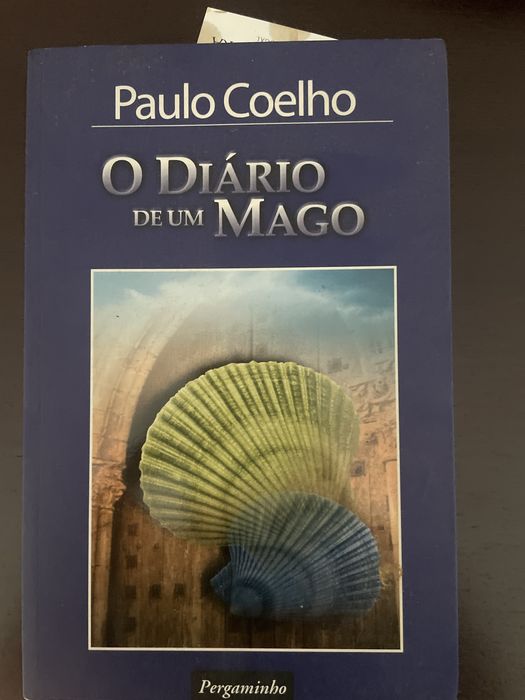 Paulo Coelho
O DIÁRIO
DE UM MAGO
Pergaminho